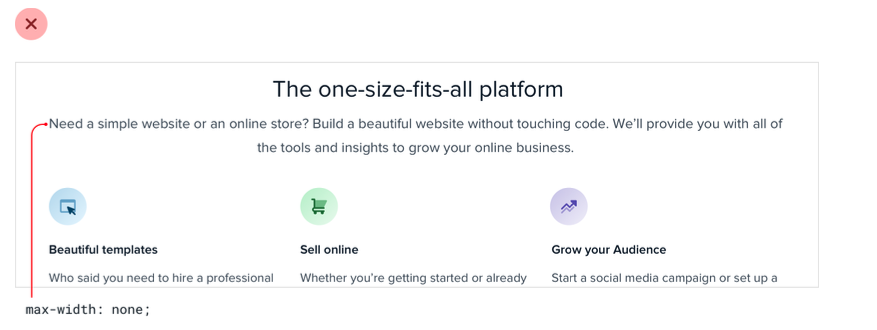 The one-size-fits-all platform
Need a simple website or an online store? Build a beautiful website without touching code. We’ll provide you with all of
the tools and insights to grow your online business.
Beautiful templates
Who said you need to hire a professional
Sell online
Whether you’re getting started or already
Grow your Audience
Start a social media campaign or set up a
max-width: none;